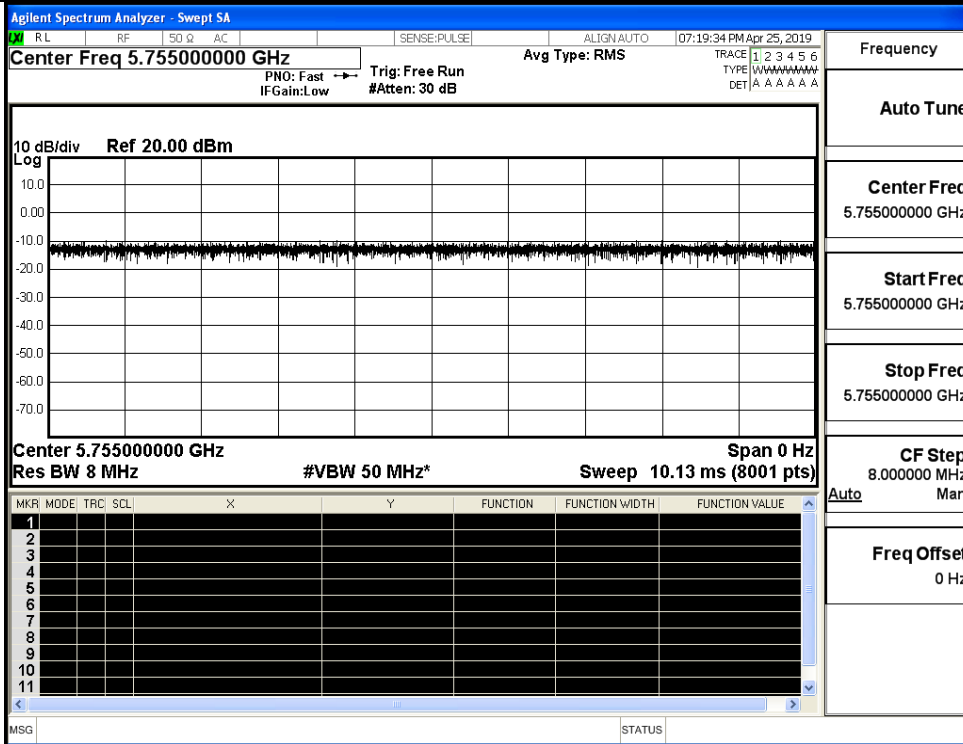 Agilent Spectrum Analyzer - Swept SA
LXI RL RF 50 Ω AC SENSE:PULSE ALIGNAUTO 07:19:34 PM Apr 25, 2019
Center Freq 5.755000000 GHz
PNO: Fast
IFGain:Low
Trig: Free Run
#Atten: 30 dB
Avg Type: RMS
TRACE 1 2 3 4 5 6
TYPE WWWWWW
DET A A A A A A
10 dB/div Ref 20.00 dBm
Log
10.0
0.00
-10.0
-20.0
-30.0
-40.0
-50.0
-60.0
-70.0
Center 5.755000000 GHz Span 0 Hz
Res BW 8 MHz #VBW 50 MHz* Sweep 10.13 ms (8001 pts)
MKR MODE TRC SCL X Y FUNCTION FUNCTION WIDTH FUNCTION VALUE
1
2
3
4
5
6
7
8
9
10
11
MSG STATUS
Frequency
Auto Tune
Center Freq
5.755000000 GHz
Start Freq
5.755000000 GHz
Stop Freq
5.755000000 GHz
CF Step
8.000000 MHz
Auto Man
Freq Offset
0 Hz